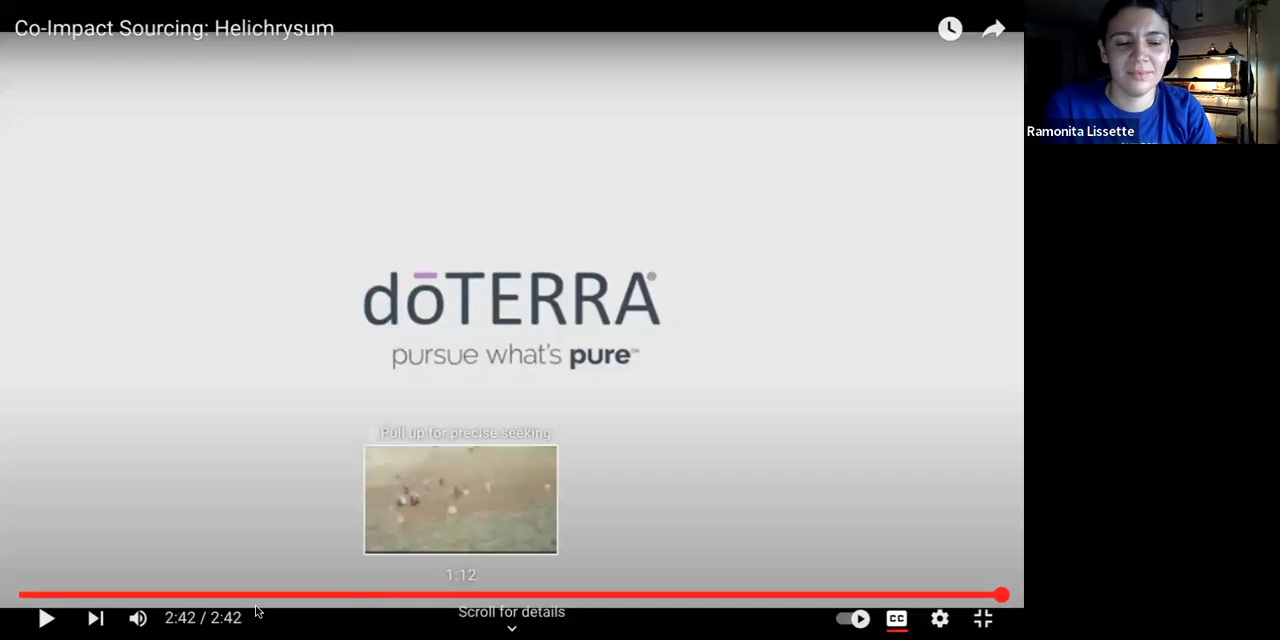 Co-Impact Sourcing: Helichrysum
Ramonita Lissette
dōTERRA®
pursue what's pure™
Pull up for precise seeking
1:12
2:42 / 2:42
Scroll for details
CC